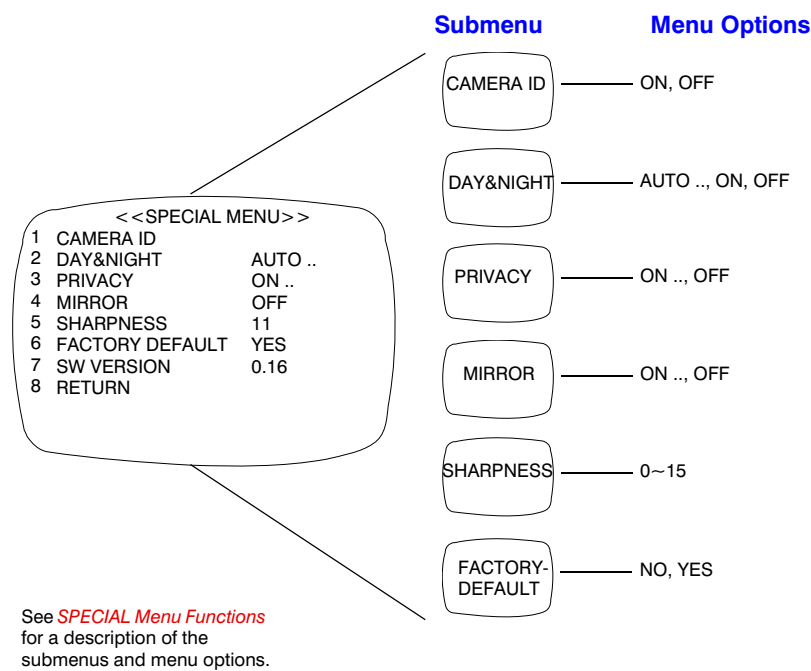 Submenu Menu Options
CAMERA ID ON, OFF
DAY&NIGHT AUTO .., ON, OFF
<<SPECIAL MENU>>
1 CAMERA ID
2 DAY&NIGHT AUTO ..
3 PRIVACY ON ..
4 MIRROR OFF
5 SHARPNESS 11
6 FACTORY DEFAULT YES
7 SW VERSION 0.16
8 RETURN
PRIVACY ON .., OFF
MIRROR ON .., OFF
SHARPNESS 0~15
FACTORY-
DEFAULT NO, YES
See SPECIAL Menu Functions
for a description of the
submenus and menu options.